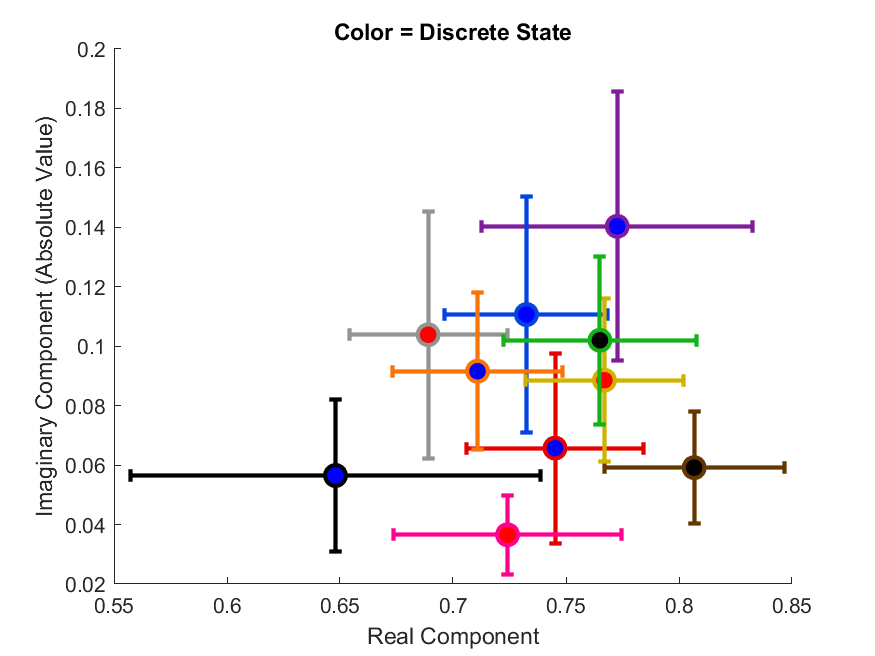 Color = Discrete State
0.2
0.18
0.16
0.14
0.12
0.1
0.08
0.06
0.04
0.02
Imaginary Component (Absolute Value)
0.55 0.6 0.65 0.7 0.75 0.8 0.85
Real Component